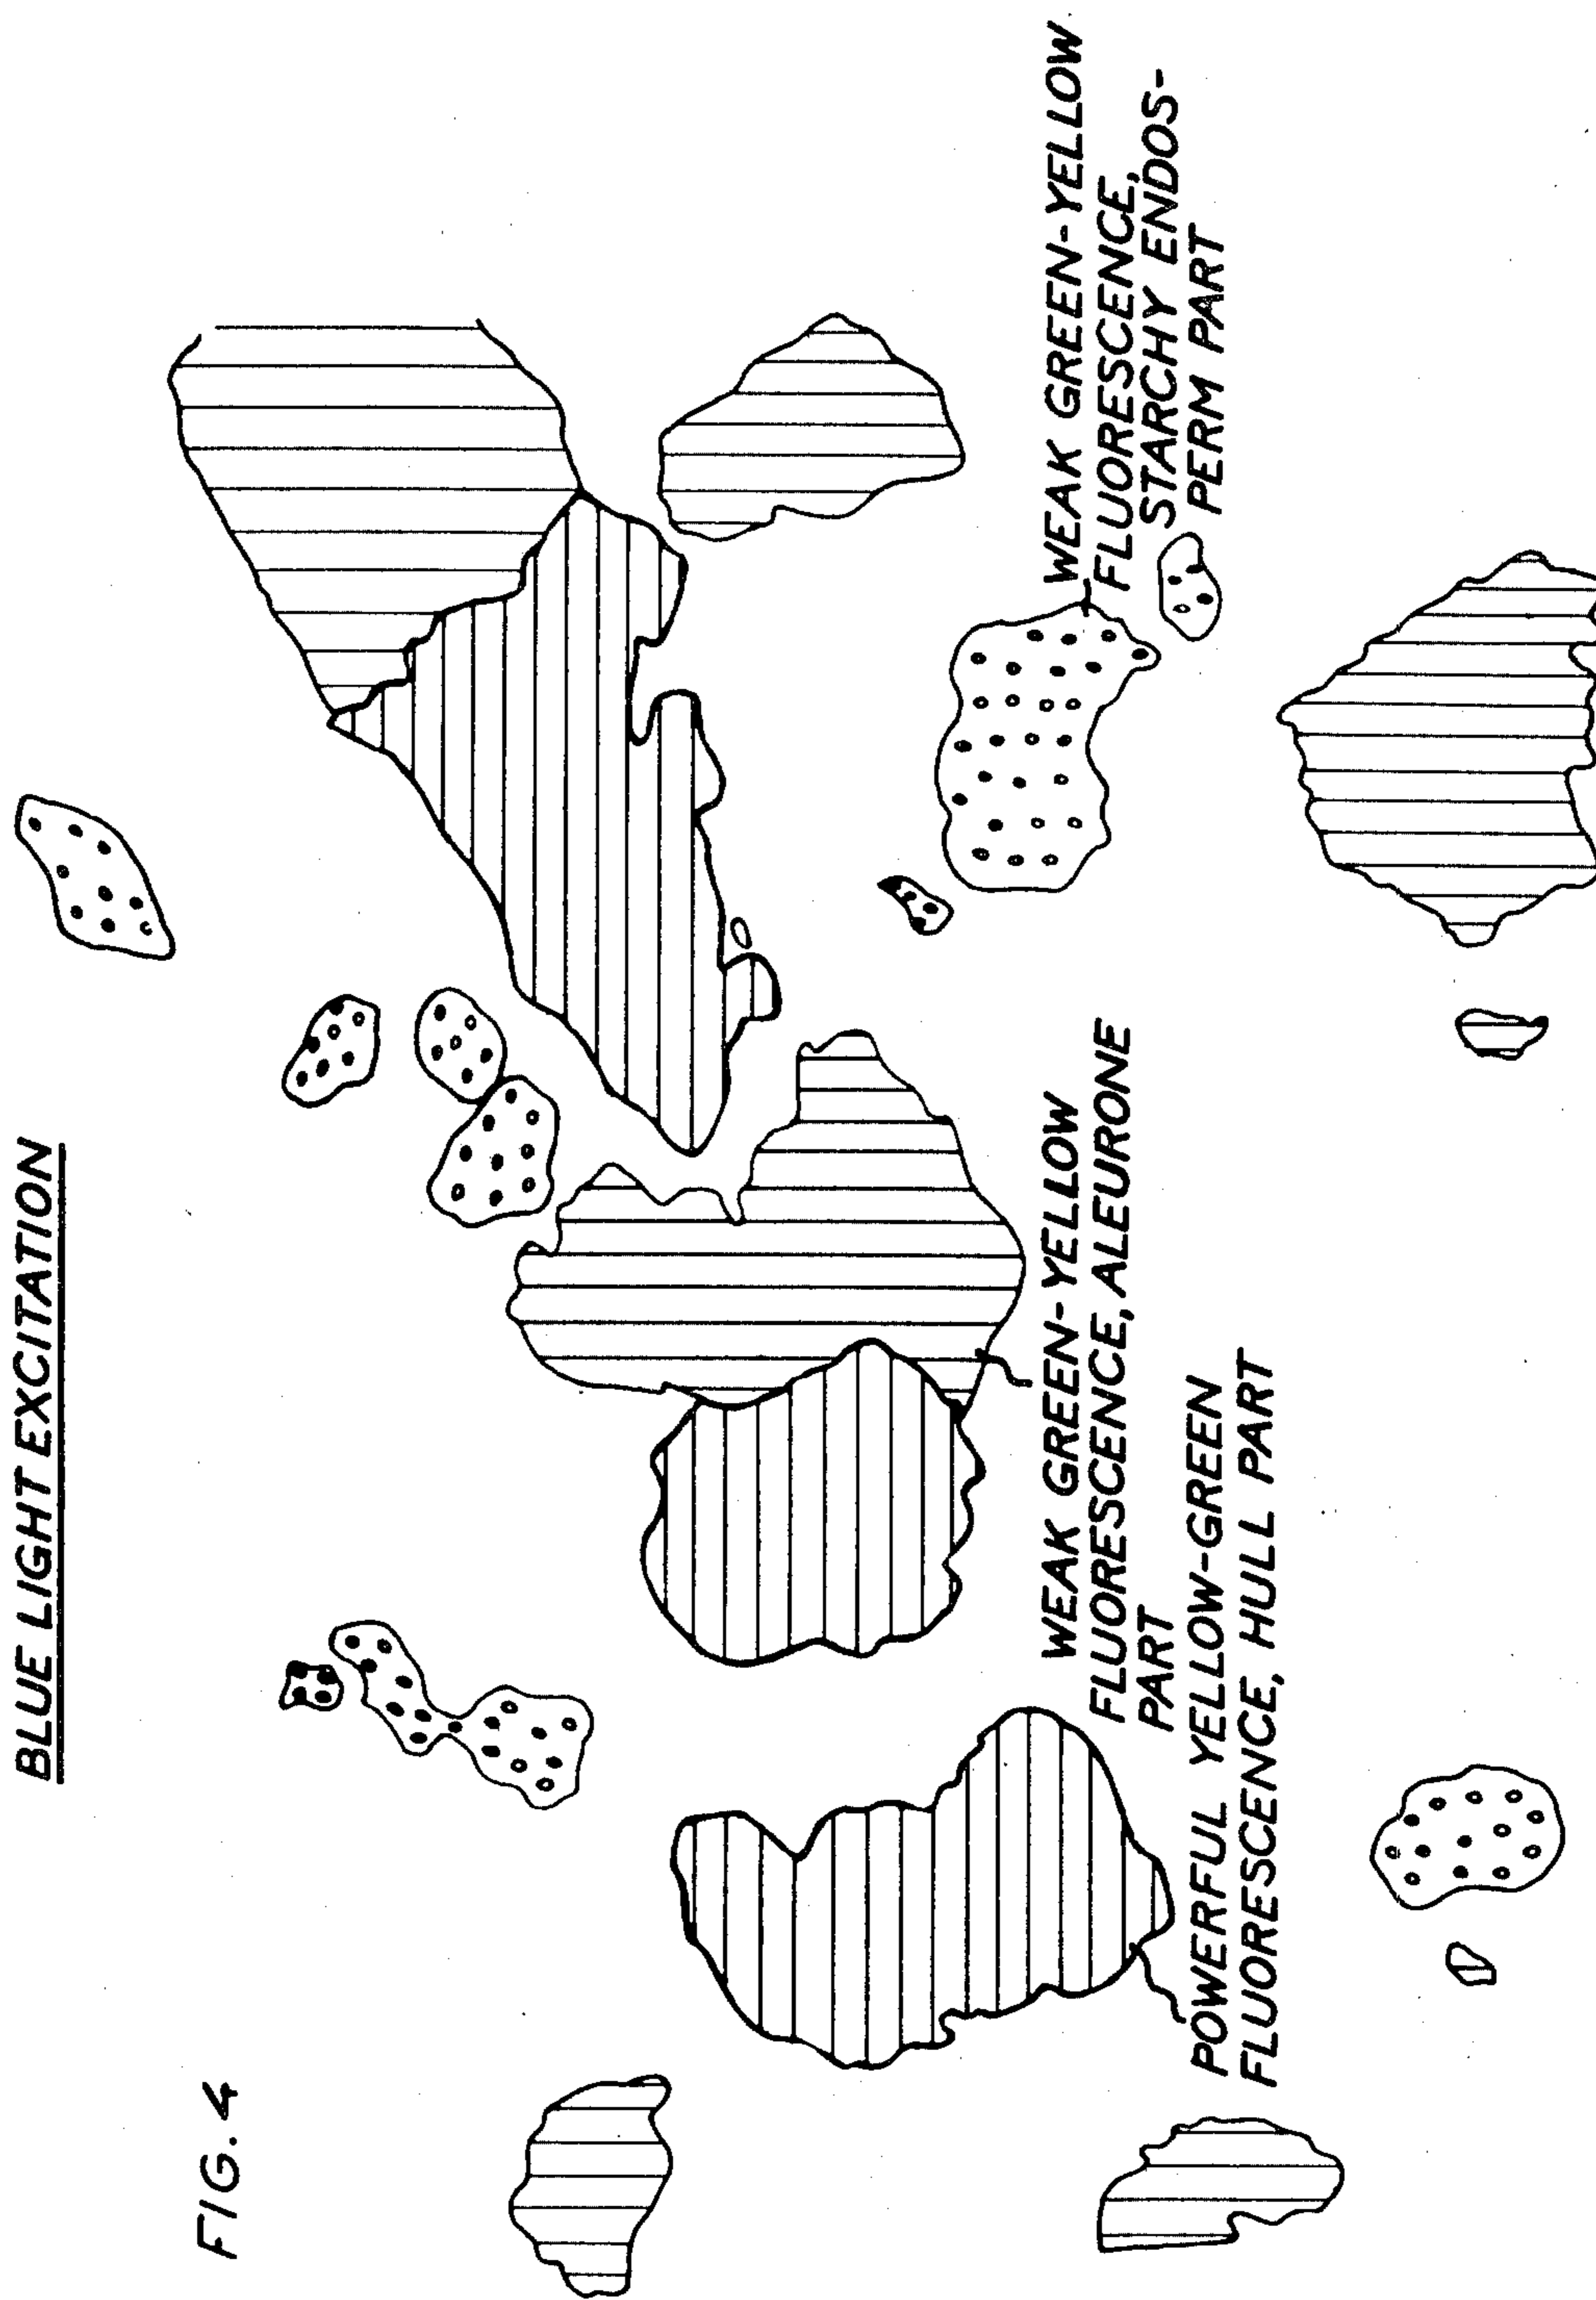 FIG. 4
BLUE LIGHT EXCITATION
WEAK GREEN-YELLOW
FLUORESCENCE,
STARCHY ENDOS-
PERM PART
WEAK GREEN-YELLOW
FLUORESCENCE, ALEURONE
PART
POWERFUL YELLOW-GREEN
FLUORESCENCE, HULL PART